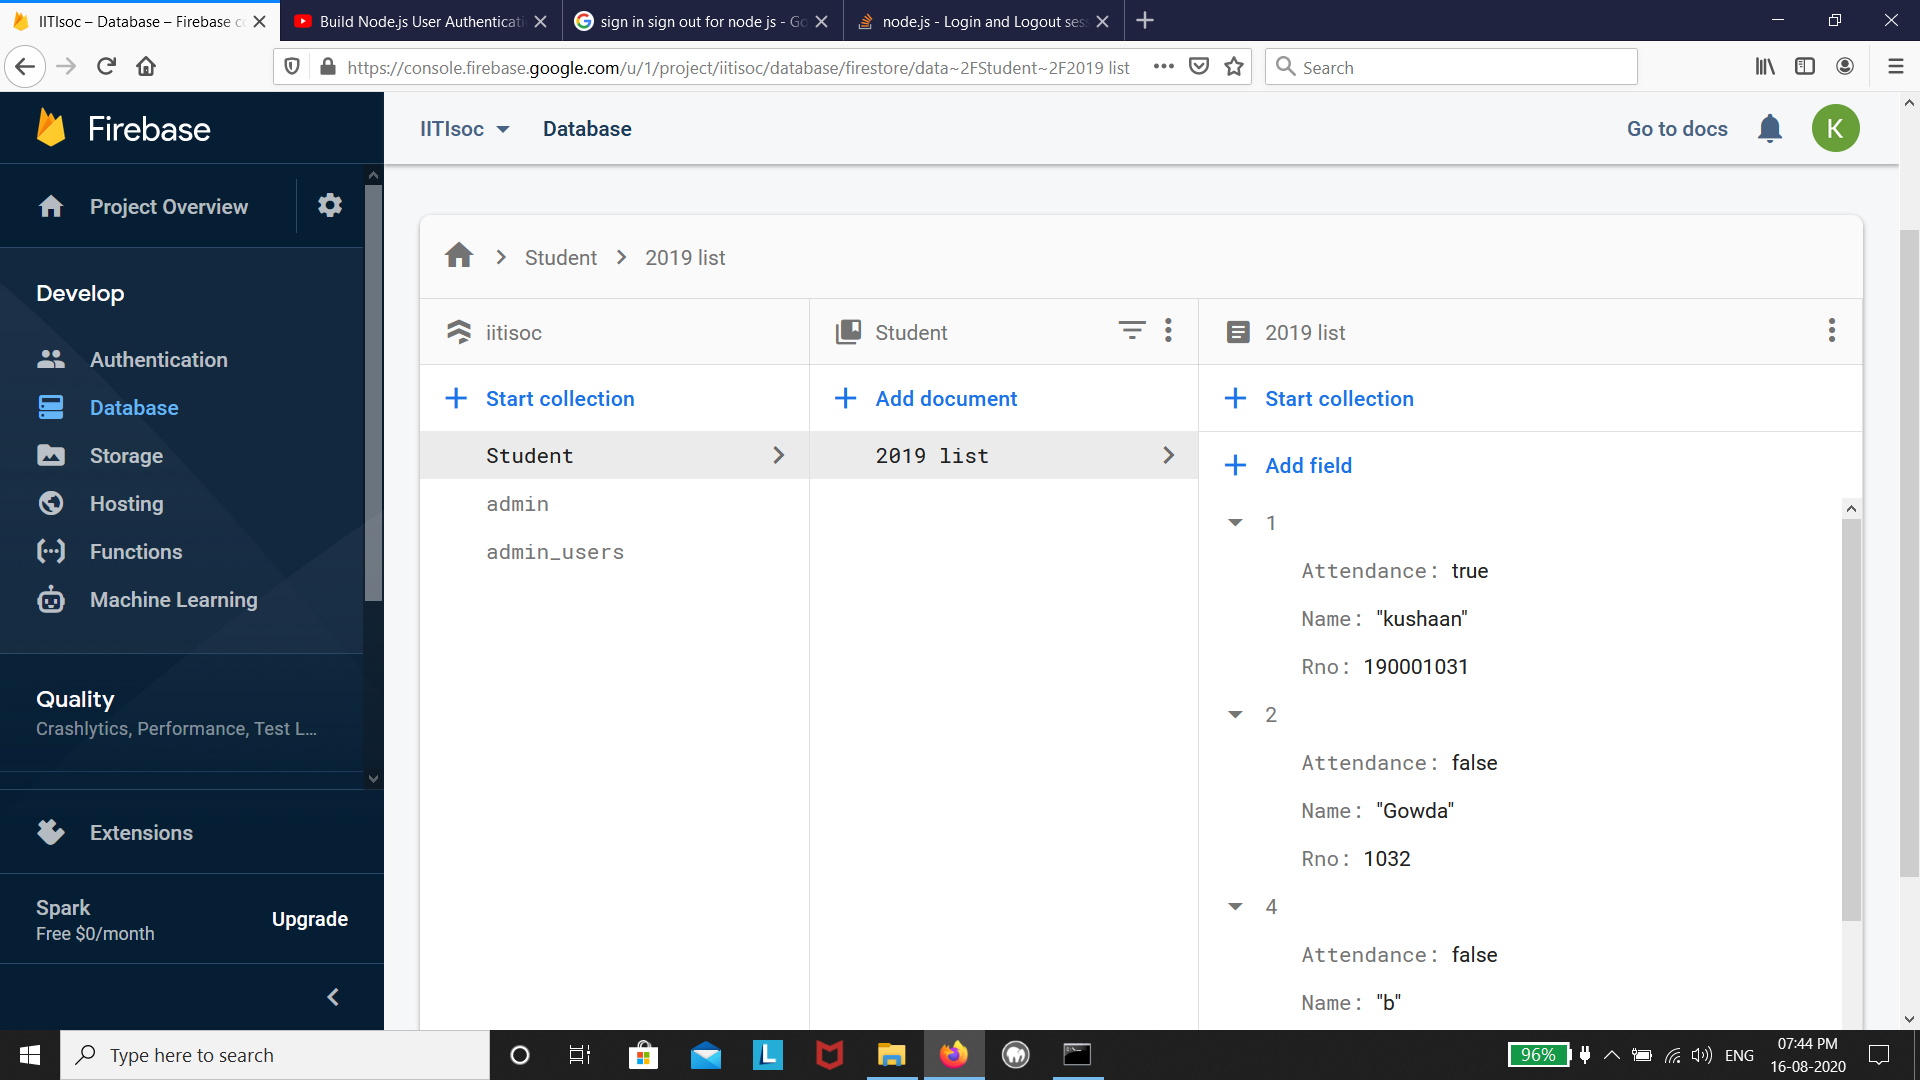 IITIsoc – Database – Firebase c
Build Node.js User Authenticati
sign in sign out for node js - Go
node.js - Login and Logout ses
https://console.firebase.google.com/u/1/project/iitisoc/database/firestore/data~2FStudent~2F2019 list
Search
Firebase
IITIsoc
Database
Go to docs
K
Project Overview
Develop
Authentication
Database
Storage
Hosting
Functions
Machine Learning
Quality
Crashlytics, Performance, Test L...
Extensions
Spark
Free $0/month
Upgrade
Student
2019 list
iitisoc
Start collection
Student
admin
admin_users
Student
Add document
2019 list
2019 list
Start collection
Add field
1
Attendance: true
Name: "kushaan"
Rno: 190001031
2
Attendance: false
Name: "Gowda"
Rno: 1032
4
Attendance: false
Name: "b"
Type here to search
L
96%
ENG
07:44 PM
16-08-2020